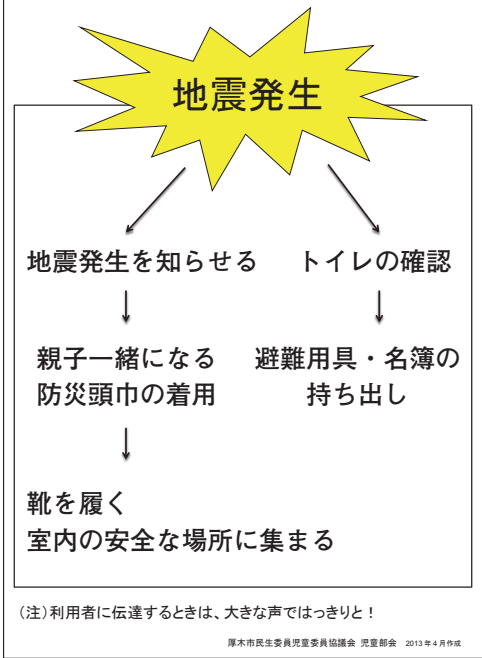 地震発生
地震発生を知らせる
トイレの確認
親子一緒になる
防災頭巾の着用
避難用具・名簿の
持ち出し
靴を履く
室内の安全な場所に集まる
(注)利用者に伝達するときは、大きな声ではっきりと！
厚木市民生委員児童委員協議会 児童部会 2013年4月作成